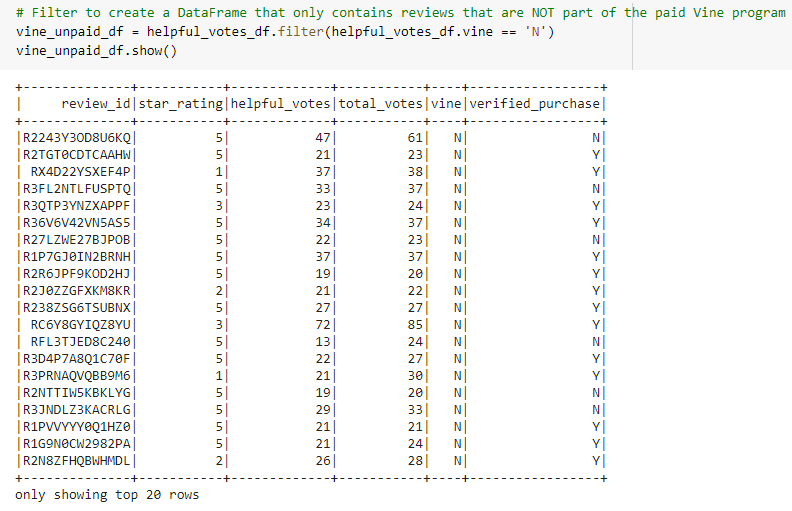 # Filter to create a DataFrame that only contains reviews that are NOT part of the paid Vine program
vine_unpaid_df = helpful_votes_df.filter(helpful_votes_df.vine == 'N')
vine_unpaid_df.show()
+--------------+-----------+-------------+-----------+----+-----------------+
|     review_id|star_rating|helpful_votes|total_votes|vine|verified_purchase|
+--------------+-----------+-------------+-----------+----+-----------------+
|R2243Y3OD8U6KQ|          5|           47|         61|   N|                N|
|R2TGT0CDTCAAHW|          5|           21|         23|   N|                Y|
| RX4D22YSXEF4P|          1|           37|         38|   N|                Y|
|R3FL2NTLFUSPTQ|          5|           33|         37|   N|                N|
|R3QTP3YNZXAPPF|          3|           23|         24|   N|                Y|
|R36V6V42VN5AS5|          5|           34|         37|   N|                Y|
|R27LZWE27BJPOB|          5|           22|         23|   N|                N|
|R1P7GJ0IN2BRNH|          5|           37|         37|   N|                Y|
|R2R6JPF9KOD2HJ|          5|           19|         20|   N|                Y|
|R2J0ZZGFXKM8KR|          2|           21|         22|   N|                Y|
|R238ZSG6TSUBNX|          5|           27|         27|   N|                Y|
| RC6Y8GYIQZ8YU|          3|           72|         85|   N|                Y|
| RFL3TJED8C240|          5|           13|         24|   N|                N|
|R3D4P7A8Q1C70F|          5|           22|         27|   N|                Y|
|R3PRNAQVQBB9M6|          1|           21|         30|   N|                Y|
|R2NTTIW5KBKLYG|          5|           19|         20|   N|                N|
|R3JNDLZ3KACRLG|          5|           29|         33|   N|                N|
|R1PVVYYY0Q1HZ0|          5|           21|         21|   N|                Y|
|R1G9N0CW2982PA|          5|           21|         24|   N|                Y|
|R2N8ZFHQBWHMDL|          2|           26|         28|   N|                Y|
+--------------+-----------+-------------+-----------+----+-----------------+
only showing top 20 rows